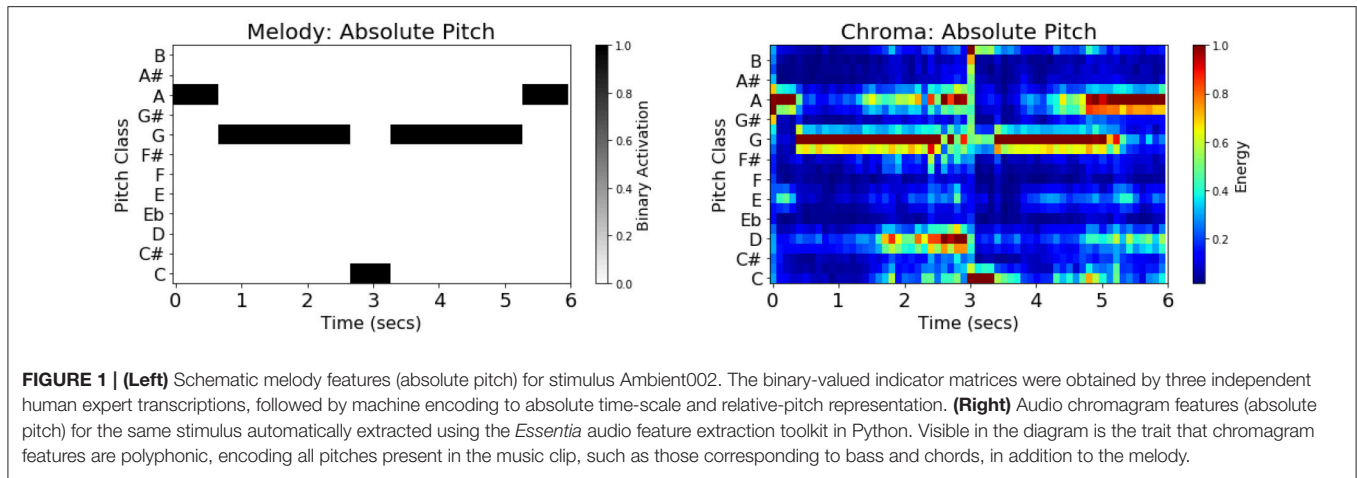 Melody: Absolute Pitch
B
A#
A
G#
G
F#
F
E
Eb
D
C#
C
Pitch Class
0 1 2 3 4 5 6
Time (secs)
1.0
0.8
0.6
0.4
0.2
0.0
Binary Activation
Chroma: Absolute Pitch
B
A#
A
G#
G
F#
F
E
Eb
D
C#
C
Pitch Class
0 1 2 3 4 5 6
Time (secs)
1.0
0.8
0.6
0.4
0.2
Energy
FIGURE 1 | (Left) Schematic melody features (absolute pitch) for stimulus Ambient002. The binary-valued indicator matrices were obtained by three independent
human expert transcriptions, followed by machine encoding to absolute time-scale and relative-pitch representation. (Right) Audio chromagram features (absolute
pitch) for the same stimulus automatically extracted using the Essentia audio feature extraction toolkit in Python. Visible in the diagram is the trait that chromagram
features are polyphonic, encoding all pitches present in the music clip, such as those corresponding to bass and chords, in addition to the melody.